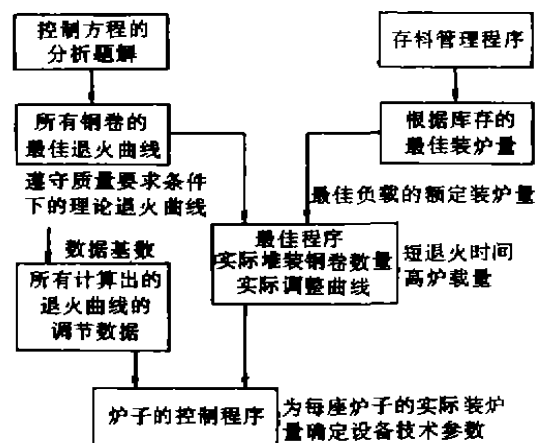 控制方程的
分析题解
存料管理程序
所有钢卷的
最佳退火曲线
根据库存的
最佳装炉量
遵守质量要求条件
下的理论退火曲线
最佳负载的额定装炉量
数据基数
最佳程序
实际堆装钢卷数量
实际调整曲线
短退火时间
高炉载量
所有计算出的
退火曲线的
调节数据
炉子的控制程序
为每座炉子的实际装炉
量确定设备技术参数